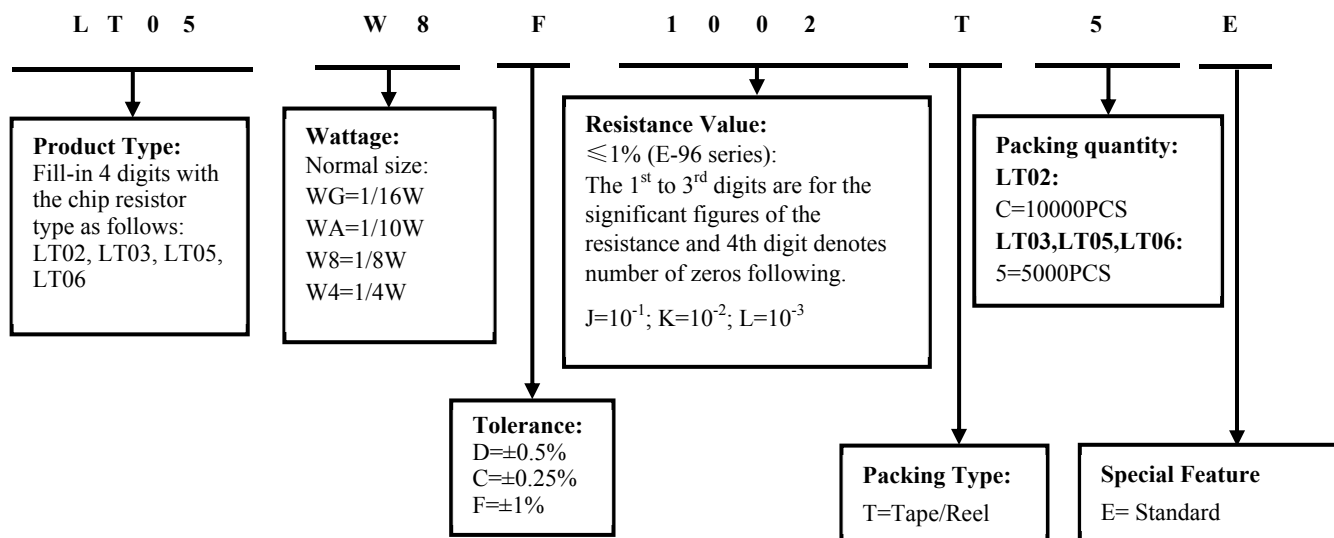 L T 0 5 W 8 F 1 0 0 2 T 5 E
Product Type:
Fill-in 4 digits with
the chip resistor
type as follows:
LT02, LT03, LT05,
LT06
Wattage:
Normal size:
WG=1/16W
WA=1/10W
W8=1/8W
W4=1/4W
Resistance Value:
≤1% (E-96 series):
The 1st to 3rd digits are for the
significant figures of the
resistance and 4th digit denotes
number of zeros following.
J=10-1; K=10-2; L=10-3
Packing quantity:
LT02:
C=10000PCS
LT03,LT05,LT06:
5=5000PCS
Tolerance:
D=±0.5%
C=±0.25%
F=±1%
Packing Type:
T=Tape/Reel
Special Feature
E= Standard